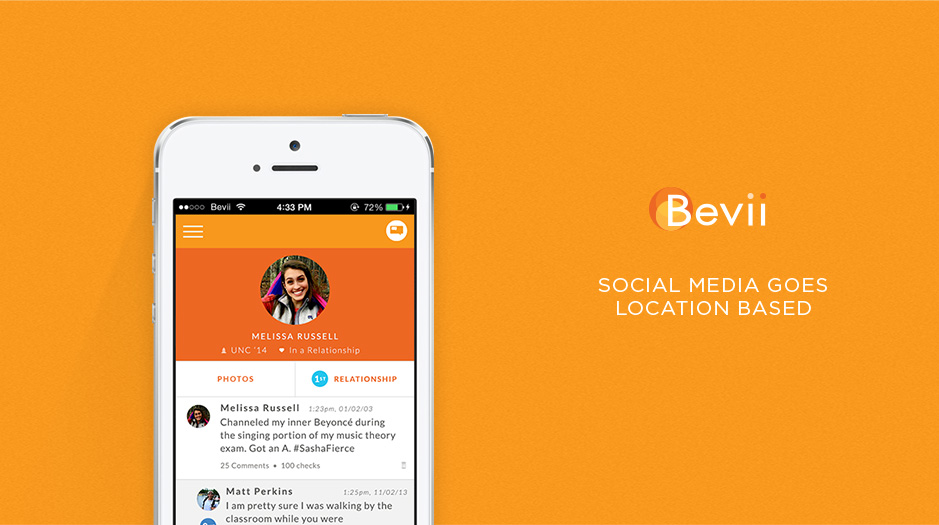 Bevii 4:33 PM 72%
MELISSA RUSSELL
UNC '14 In a Relationship
PHOTOS 1ST RELATIONSHIP
Melissa Russell 1:23pm, 01/02/03
Channeled my inner Beyoncé during
the singing portion of my music theory
exam. Got an A. #SashaFierce
25 Comments • 100 checks
Matt Perkins 1:25pm, 11/02/13
I am pretty sure I was walking by the
classroom while you were
Bevii
SOCIAL MEDIA GOES
LOCATION BASED